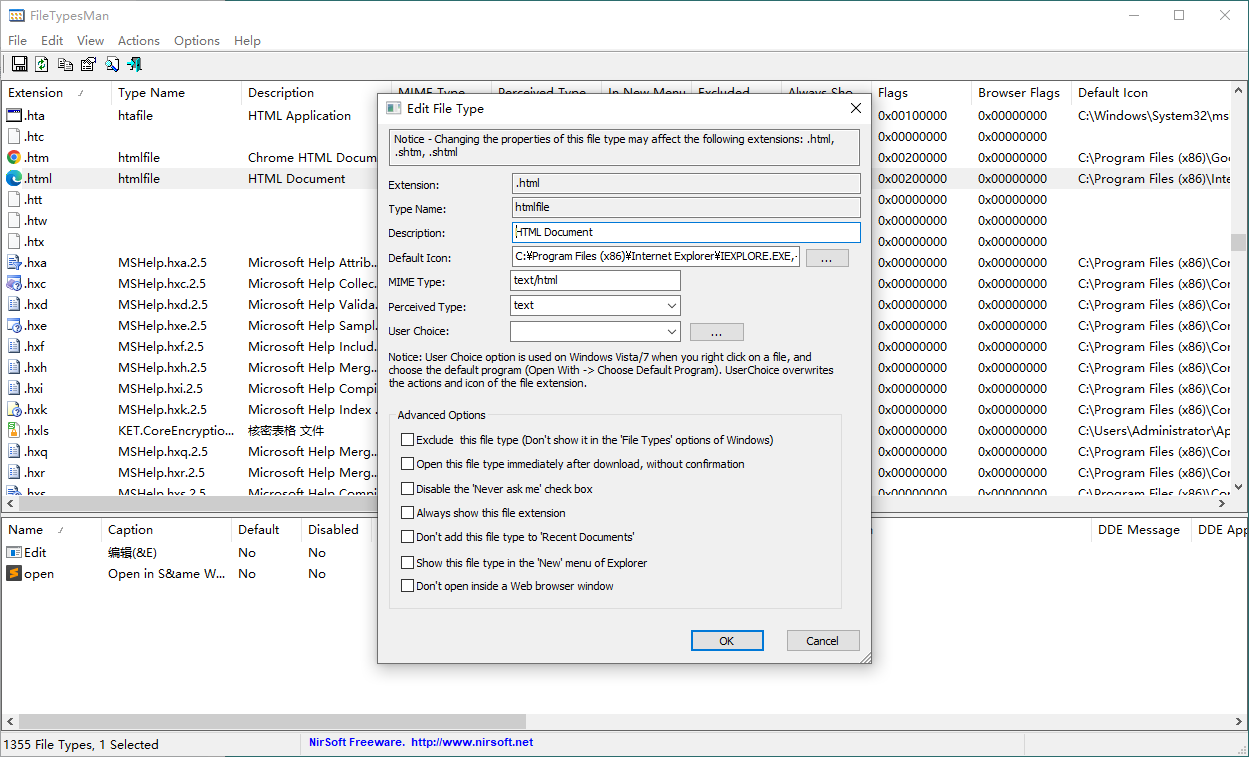 FileTypesMan
File Edit View Actions Options Help
Extension Type Name Description MIME Type Perceived Type In New Menu Excluded Always Sho... Flags Browser Flags Default Icon
.hta htafile HTML Application 0x00100000 0x00000000 C:\Windows\System32\ms
.htc 0x00000000 0x00000000
.htm htmlfile Chrome HTML Docum 0x00200000 0x00000000 C:\Program Files (x86)\Goo
.html htmlfile HTML Document 0x00200000 0x00000000 C:\Program Files (x86)\Inte
.htt 0x00000000 0x00000000
.htw 0x00000000 0x00000000
.htx 0x00000000 0x00000000
.hxa MSHelp.hxa.2.5 Microsoft Help Attrib... 0x00000000 0x00000000 C:\Program Files (x86)\Cor
.hxc MSHelp.hxc.2.5 Microsoft Help Collec... 0x00000000 0x00000000 C:\Program Files (x86)\Cor
.hxd MSHelp.hxd.2.5 Microsoft Help Valida... 0x00000000 0x00000000 C:\Program Files (x86)\Cor
.hxe MSHelp.hxe.2.5 Microsoft Help Sampl... 0x00000000 0x00000000 C:\Program Files (x86)\Cor
.hxf MSHelp.hxf.2.5 Microsoft Help Includ... 0x00000000 0x00000000 C:\Program Files (x86)\Cor
.hxh MSHelp.hxh.2.5 Microsoft Help Merg... 0x00000000 0x00000000 C:\Program Files (x86)\Cor
.hxi MSHelp.hxi.2.5 Microsoft Help Compi 0x00000000 0x00000000 C:\Program Files (x86)\Cor
.hxk MSHelp.hxk.2.5 Microsoft Help Index ... 0x00000000 0x00000000 C:\Program Files (x86)\Cor
.hxls KET.CoreEncryptio... 核密表格 文件 0x00000000 0x00000000 C:\Users\Administrator\Ap
.hxq MSHelp.hxq.2.5 Microsoft Help Merg... 0x00000000 0x00000000 C:\Program Files (x86)\Cor
.hxr MSHelp.hxr.2.5 Microsoft Help Merg... 0x00000000 0x00000000 C:\Program Files (x86)\Cor
.hxs MSHelp.hxs.2.5 Microsoft Help Compi 0x00000000 0x00000000 C:\Program Files (x86)\Cor
Edit File Type
Notice - Changing the properties of this file type may affect the following extensions: .html,
.shtm, .shtml
Extension: .html
Type Name: htmlfile
Description: HTML Document
Default Icon: C:¥Program Files (x86)¥Internet Explorer¥IEXPLORE.EXE,- ...
MIME Type: text/html
Perceived Type: text
User Choice: ...
Notice: User Choice option is used on Windows Vista/7 when you right click on a file, and
choose the default program (Open With -> Choose Default Program). UserChoice overwrites
the actions and icon of the file extension.
Advanced Options
Exclude this file type (Don't show it in the 'File Types' options of Windows)
Open this file type immediately after download, without confirmation
Disable the 'Never ask me' check box
Always show this file extension
Don't add this file type to 'Recent Documents'
Show this file type in the 'New' menu of Explorer
Don't open inside a Web browser window
OK Cancel
Name Caption Default Disabled DDE Message DDE App
Edit 编辑(&E) No No
open Open in S&ame W... No No
1355 File Types, 1 Selected NirSoft Freeware. http://www.nirsoft.net